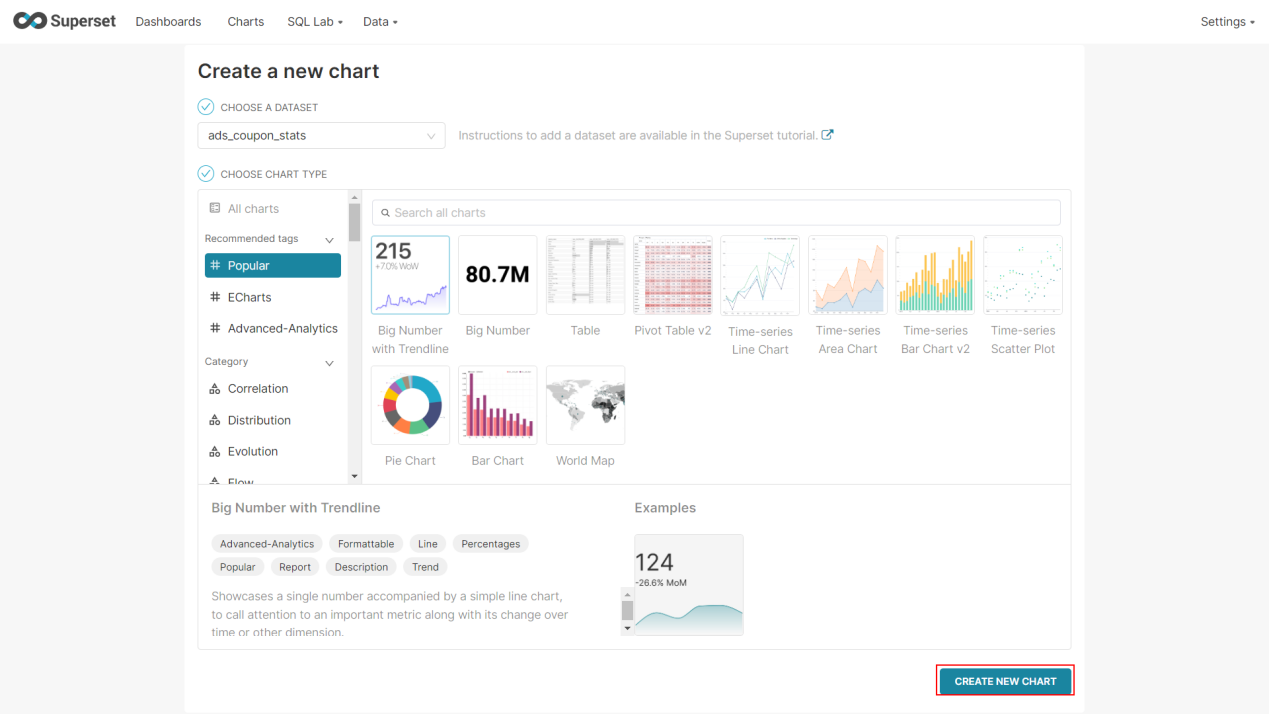 Superset Dashboards Charts SQL Lab Data Settings
Create a new chart
CHOOSE A DATASET
ads_coupon_stats
Instructions to add a dataset are available in the Superset tutorial.
CHOOSE CHART TYPE
All charts
Recommended tags
# Popular
# ECharts
# Advanced-Analytics
Category
Correlation
Distribution
Evolution
Flow
Search all charts
215
+7.0% WoW
80.7M
Big Number
with Trendline
Big Number
Table
Pivot Table v2
Time-series
Line Chart
Time-series
Area Chart
Time-series
Bar Chart v2
Time-series
Scatter Plot
Pie Chart
Bar Chart
World Map
Big Number with Trendline
Advanced-Analytics Formattable Line Percentages
Popular Report Description Trend
Showcases a single number accompanied by a simple line chart,
to call attention to an important metric along with its change over
time or other dimension.
Examples
124
-26.6% MoM
CREATE NEW CHART